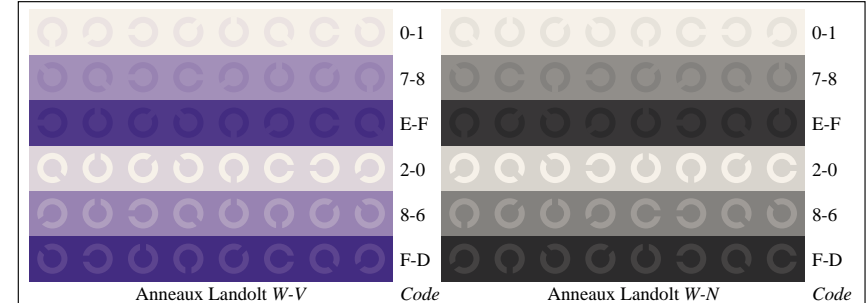 0-1 0-1
7-8 7-8
E-F E-F
2-0 2-0
8-6 8-6
F-D F-D
Anneaux Landolt W-V Code Anneaux Landolt W-N Code